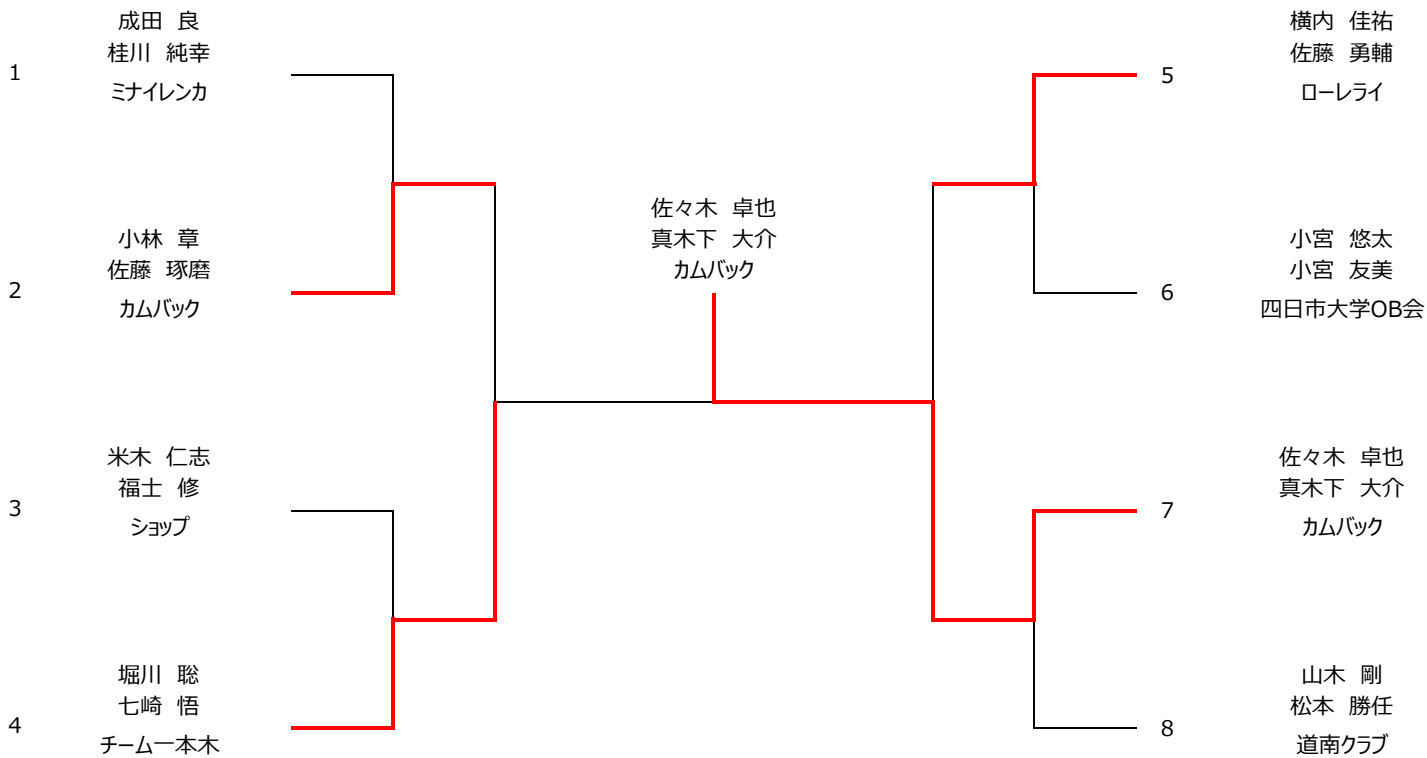 1
成田 良
桂川 純幸
ミナイレンカ
2
小林 章
佐藤 琢磨
カムバック
3
米木 仁志
福士 修
ショップ
4
堀川 聡
七崎 悟
チーム一本木
佐々木 卓也
真木下 大介
カムバック
5
横内 佳祐
佐藤 勇輔
ローレライ
6
小宮 悠太
小宮 友美
四日市大学OB会
7
佐々木 卓也
真木下 大介
カムバック
8
山木 剛
松本 勝任
道南クラブ